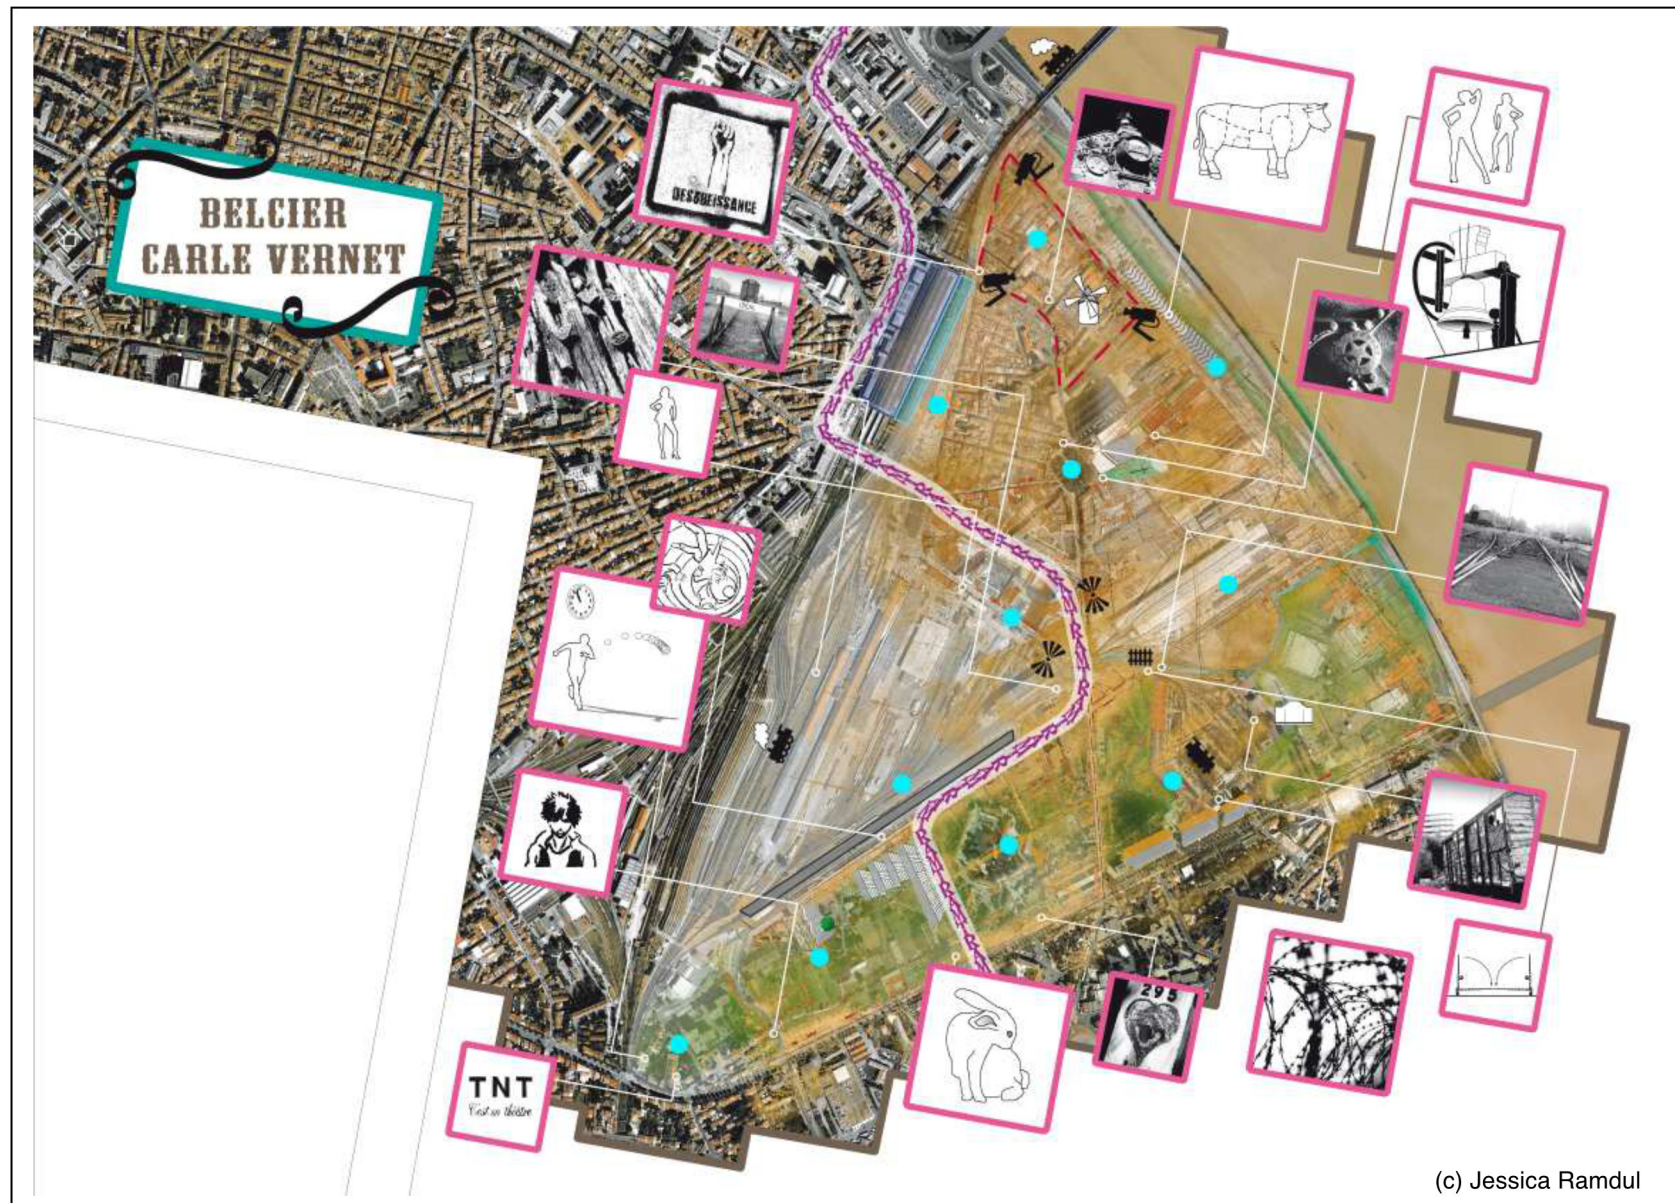 BELCIER
CARLE VERNET
DESOBEISSANCE
295
TNT
C'est un théâtre
(c) Jessica Ramdul